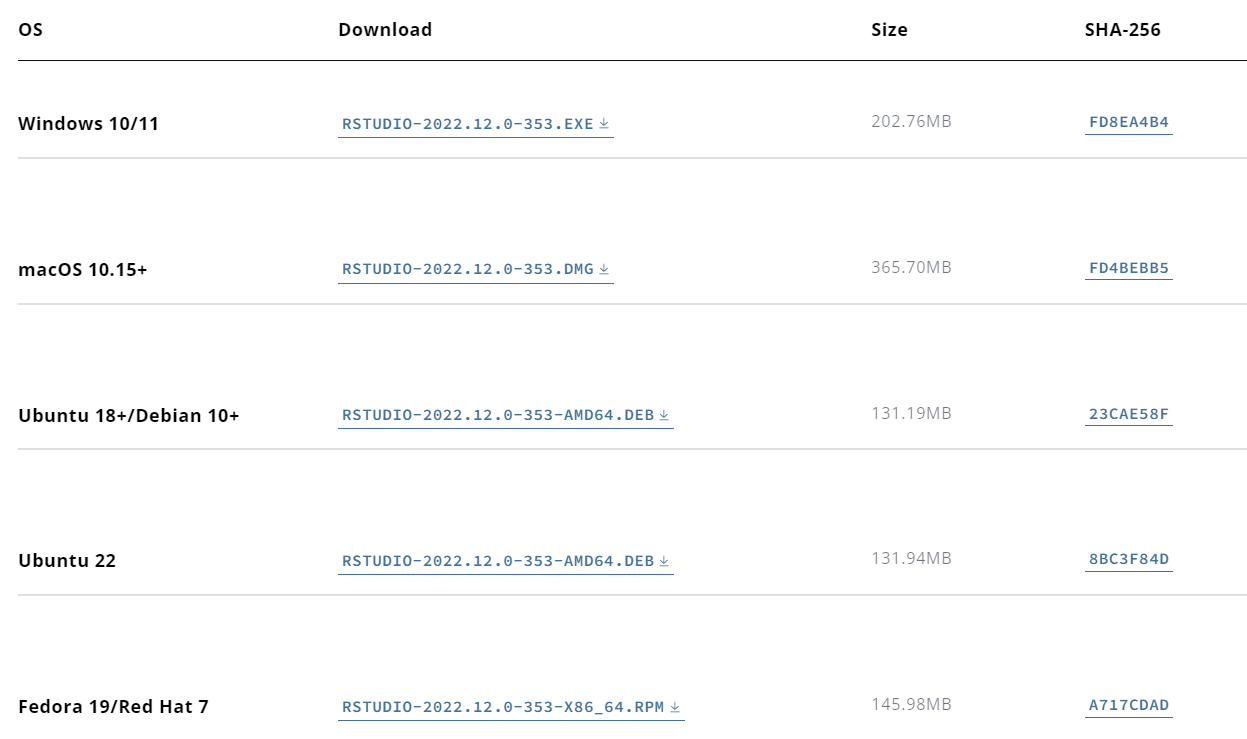 OS Download Size SHA-256
Windows 10/11 RSTUDIO-2022.12.0-353.EXE 202.76MB FD8EA4B4
macOS 10.15+ RSTUDIO-2022.12.0-353.DMG 365.70MB FD4BEBB5
Ubuntu 18+/Debian 10+ RSTUDIO-2022.12.0-353-AMD64.DEB 131.19MB 23CAE58F
Ubuntu 22 RSTUDIO-2022.12.0-353-AMD64.DEB 131.94MB 8BC3F84D
Fedora 19/Red Hat 7 RSTUDIO-2022.12.0-353-X86_64.RPM 145.98MB A717CDAD